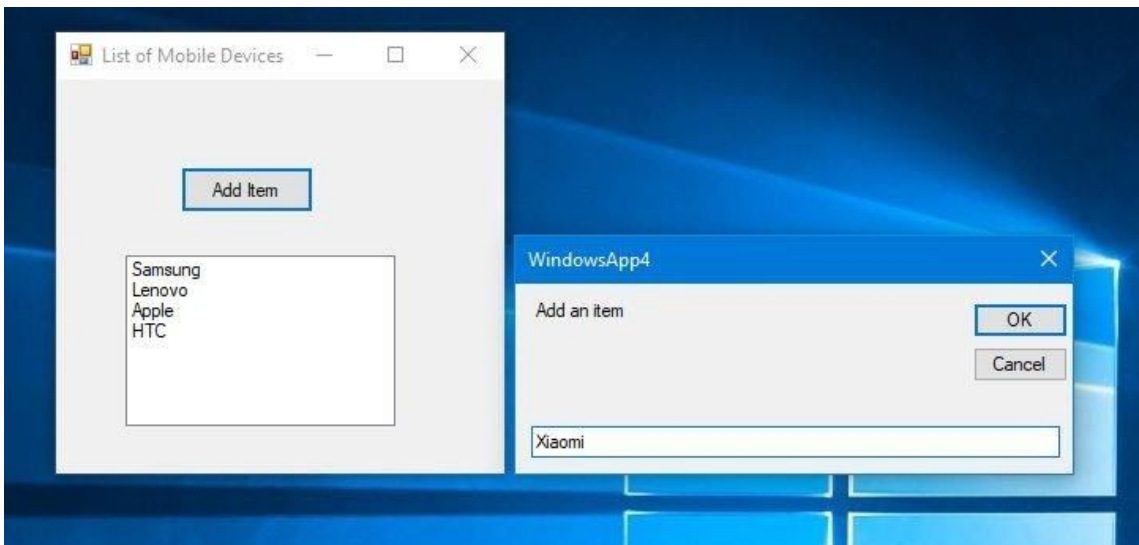 List of Mobile Devices
Add Item
Samsung
Lenovo
Apple
HTC
WindowsApp4
Add an item
OK
Cancel
Xiaomi